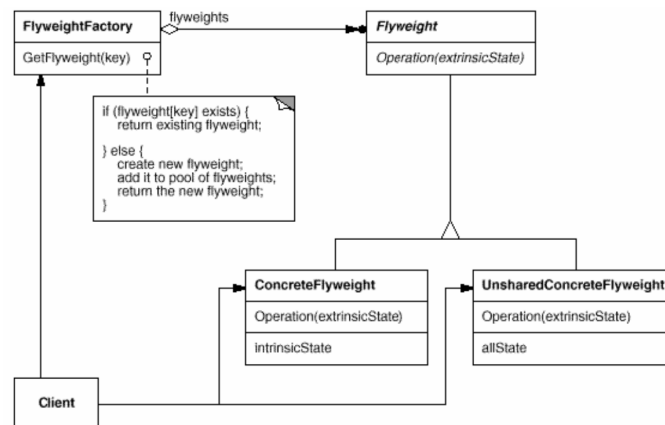 FlyweightFactory
flyweights
Flyweight
GetFlyweight(key)
Operation(extrinsicState)
if (flyweight[key] exists) {
return existing flyweight;
} else {
create new flyweight;
add it to pool of flyweights;
return the new flyweight;
}
ConcreteFlyweight
Operation(extrinsicState)
intrinsicState
UnsharedConcreteFlyweight
Operation(extrinsicState)
allState
Client